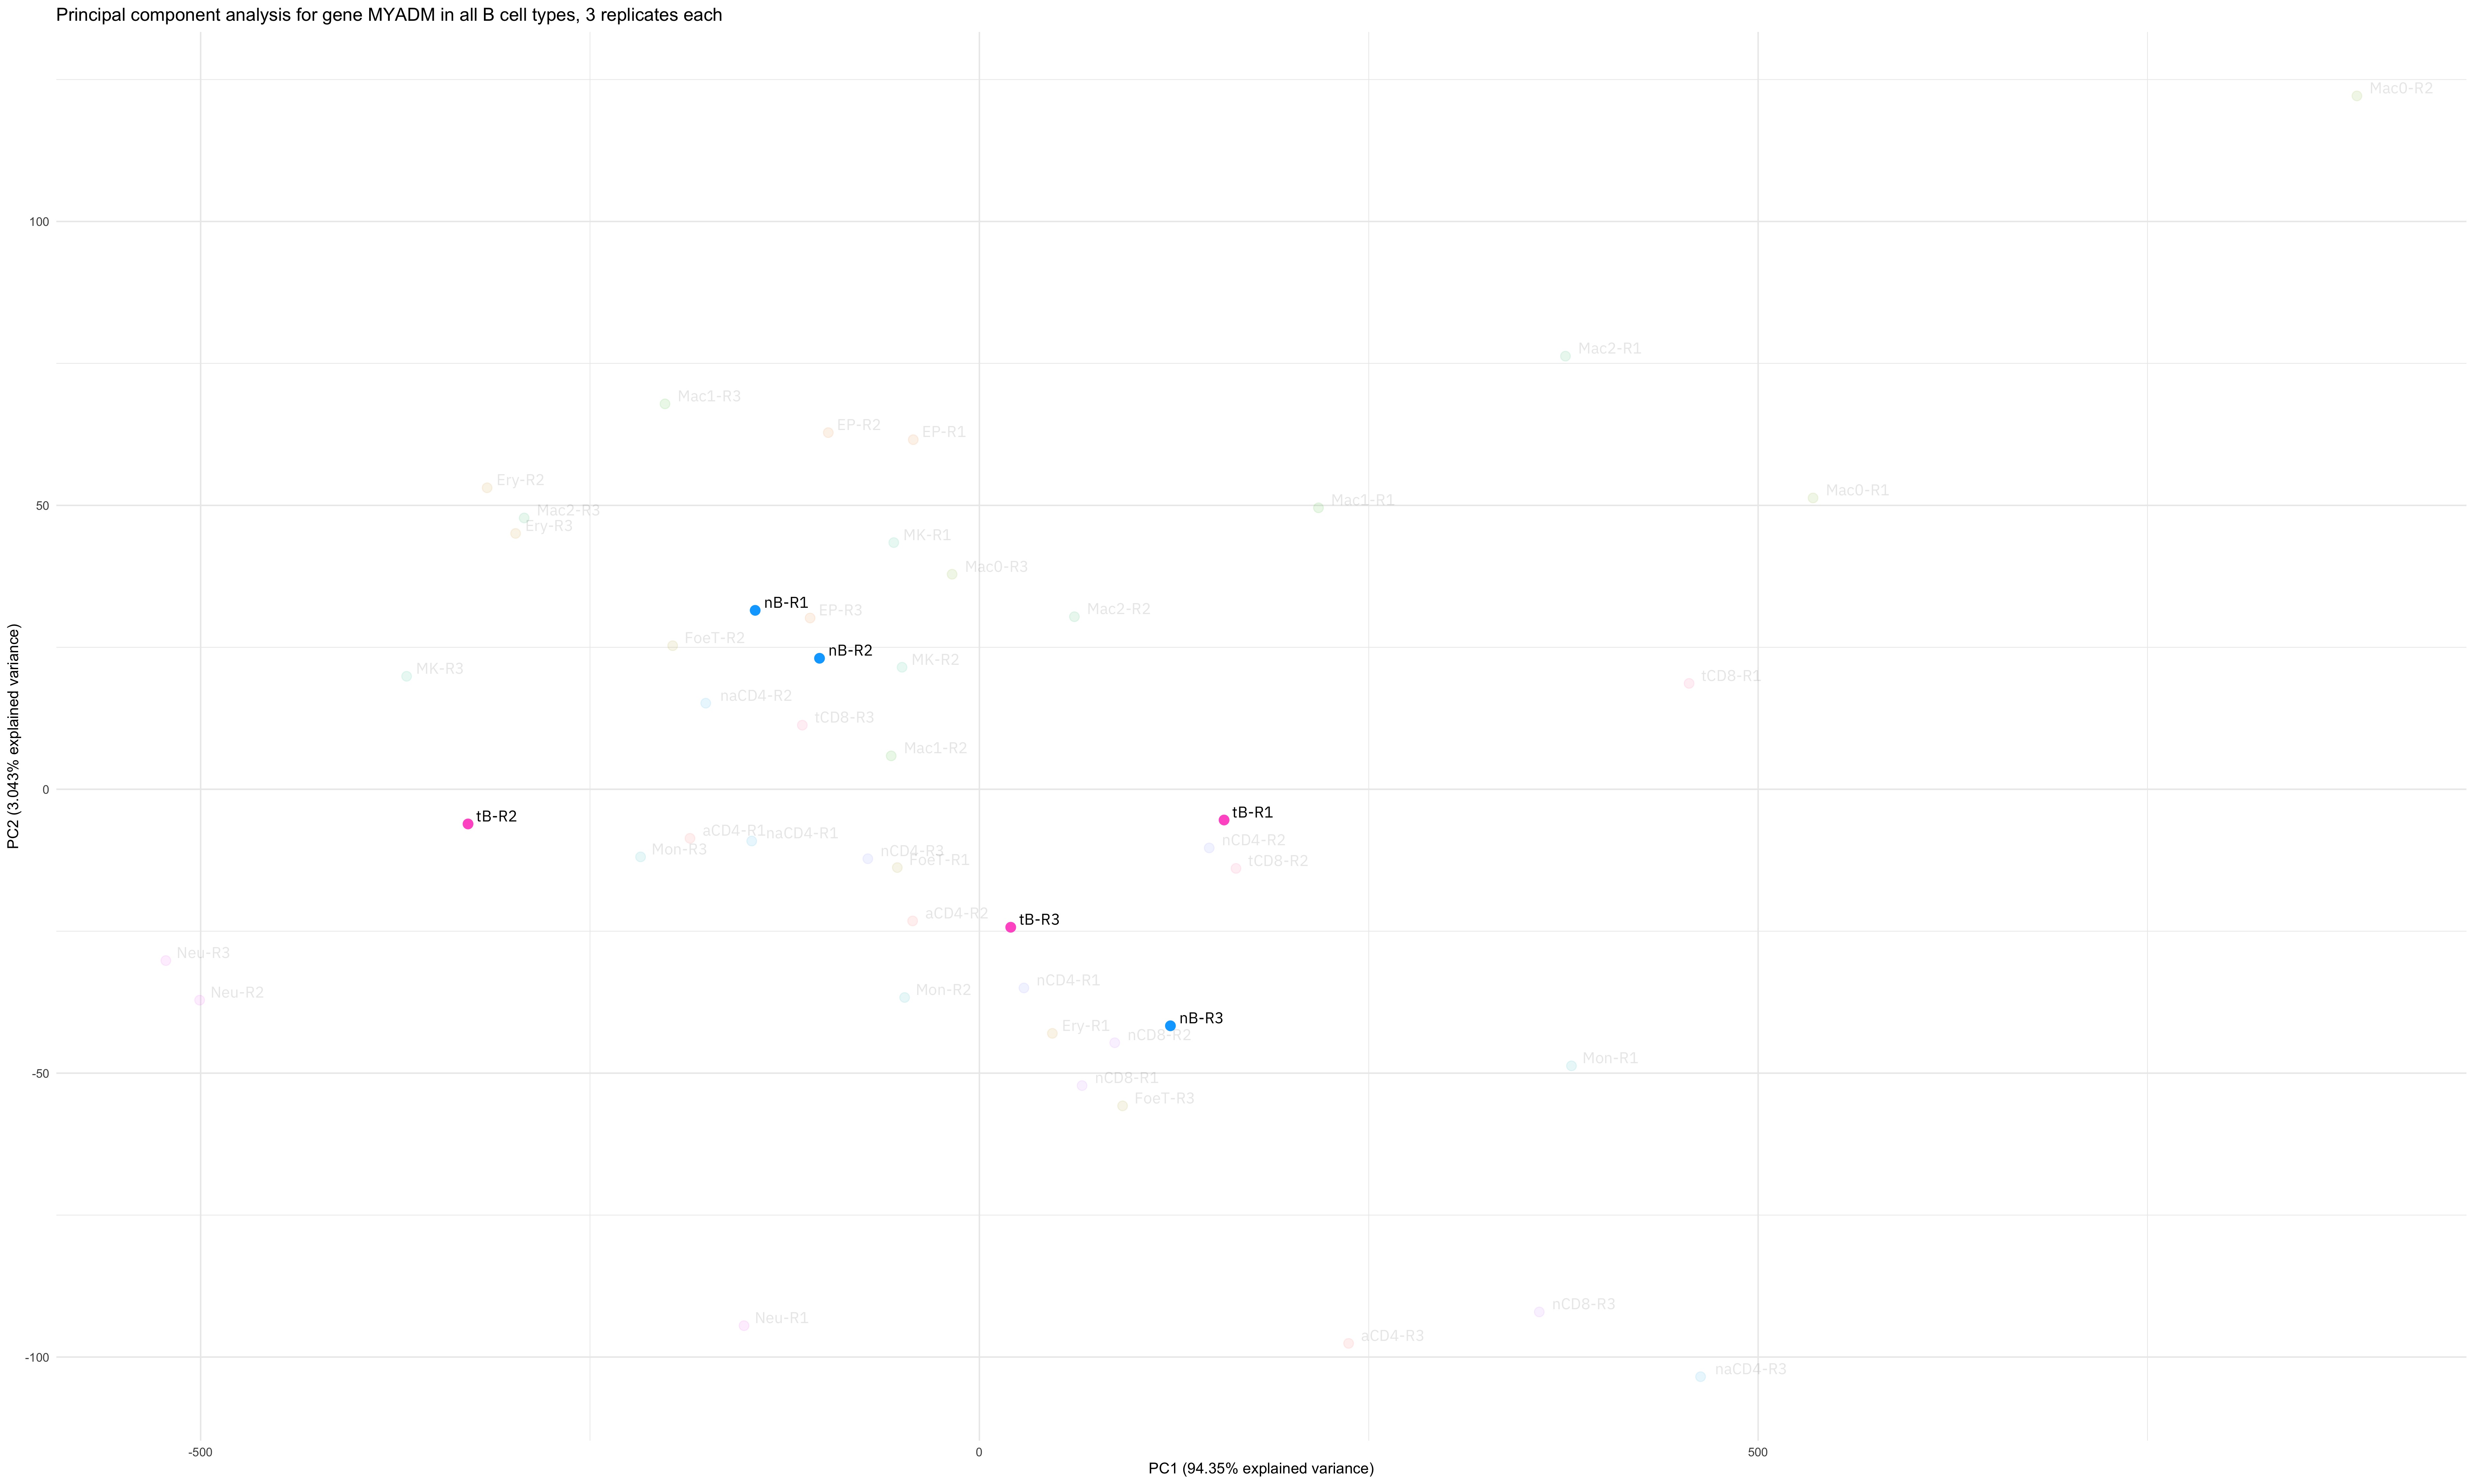 Principal component analysis for gene MYADM in all B cell types, 3 replicates each
Mac0-R2
100
Mac2-R1
Mac1-R3
EP-R2
EP-R1
Ery-R2
Mac0-R1
50
Mac1-R1
Mac2-R3
Ery-R3
MK-R1
Mac0-R3
nB-R1
EP-R3
Mac2-R2
FoeT-R2
nB-R2
MK-R2
MK-R3
tCD8-R1
naCD4-R2
tCD8-R3
Mac1-R2
0
tB-R2
tB-R1
aCD4-R1
naCD4-R1
nCD4-R2
Mon-R3
nCD4-R3
FoeT-R1
tCD8-R2
aCD4-R2
tB-R3
Neu-R3
nCD4-R1
Neu-R2
Mon-R2
nB-R3
Ery-R1
nCD8-R2
Mon-R1
-50
nCD8-R1
FoeT-R3
nCD8-R3
Neu-R1
aCD4-R3
-100
naCD4-R3
PC2 (3.043% explained variance)
-500
0
500
PC1 (94.35% explained variance)